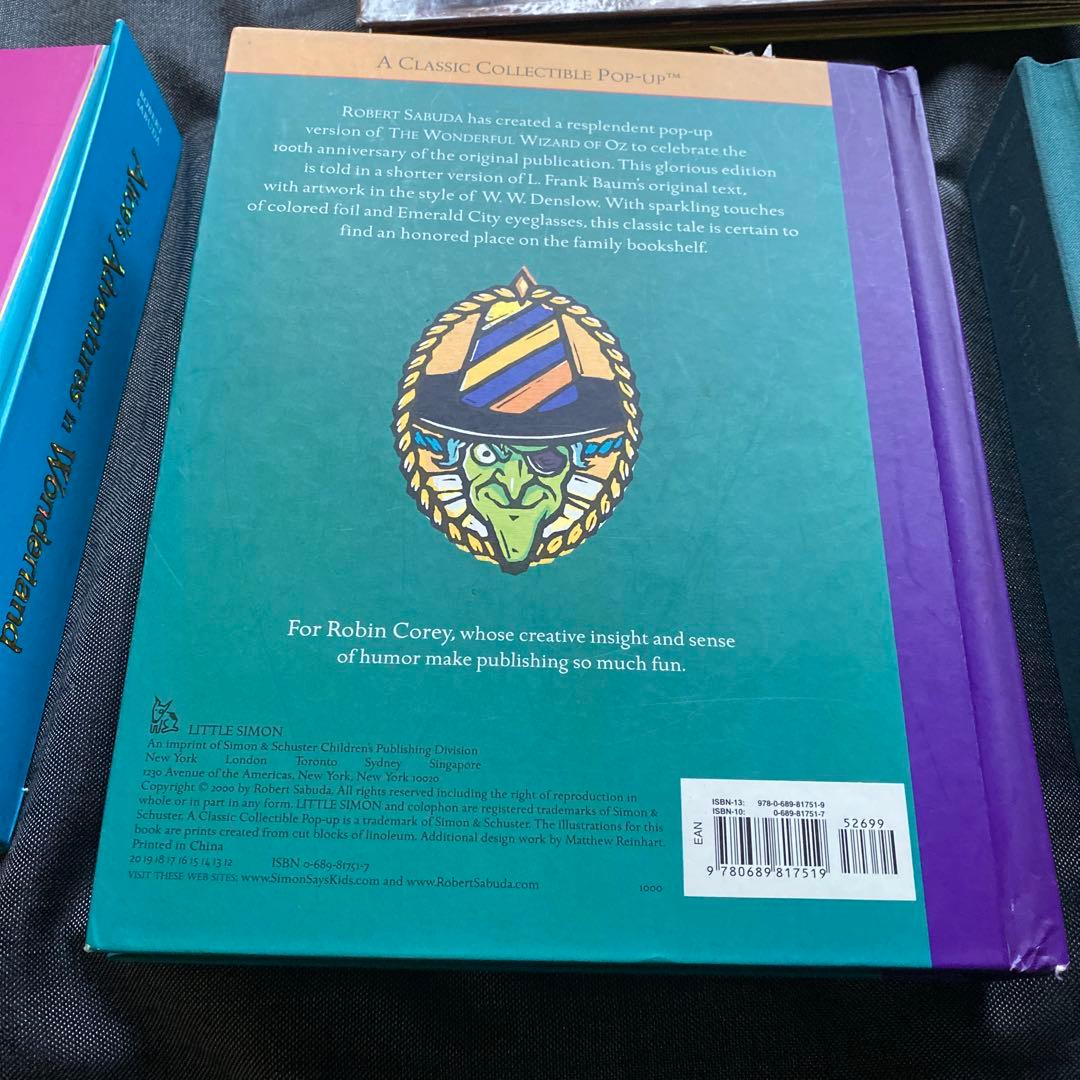 A Classic Collectible Pop-up™
Robert Sabuda has created a resplendent pop-up
version of The Wonderful Wizard of Oz to celebrate the
100th anniversary of the original publication. This glorious edition
is told in a shorter version of L. Frank Baum's original text,
with artwork in the style of W. W. Denslow. With sparkling touches
of colored foil and Emerald City eyeglasses, this classic tale is certain to
find an honored place on the family bookshelf.
For Robin Corey, whose creative insight and sense
of humor make publishing so much fun.
LITTLE SIMON
An imprint of Simon & Schuster Children's Publishing Division
New York London Toronto Sydney Singapore
1230 Avenue of the Americas, New York, New York 10020
Copyright © 2000 by Robert Sabuda. All rights reserved including the right of reproduction in
whole or in part in any form. LITTLE SIMON and colophon are registered trademarks of Simon &
Schuster. A Classic Collectible Pop-up is a trademark of Simon & Schuster. The illustrations for this
book are prints created from cut blocks of linoleum. Additional design work by Matthew Reinhart.
Printed in China
20 19 18 17 16 15 14 13 12 ISBN 0-689-81751-7
VISIT THESE WEB SITES: www.SimonSaysKids.com and www.RobertSabuda.com 1000
ISBN-13: 978-0-689-81751-9
ISBN-10: 0-689-81751-7
52699
EAN
9 780689 817519
ROBERT
SABUDA
Alice's Adventures in Wonderland